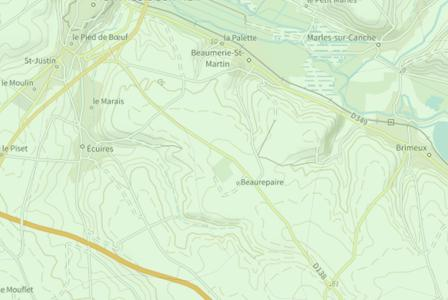 le Petit Marles
le Pied de Bœuf
la Palette
Marles-sur-Canche
Beaumerie-St-
Martin
St-Justin
le Moulin
le Marais
D349
le Piset
Écuires
Brimeux
Beaurepaire
D138
le Mouflet